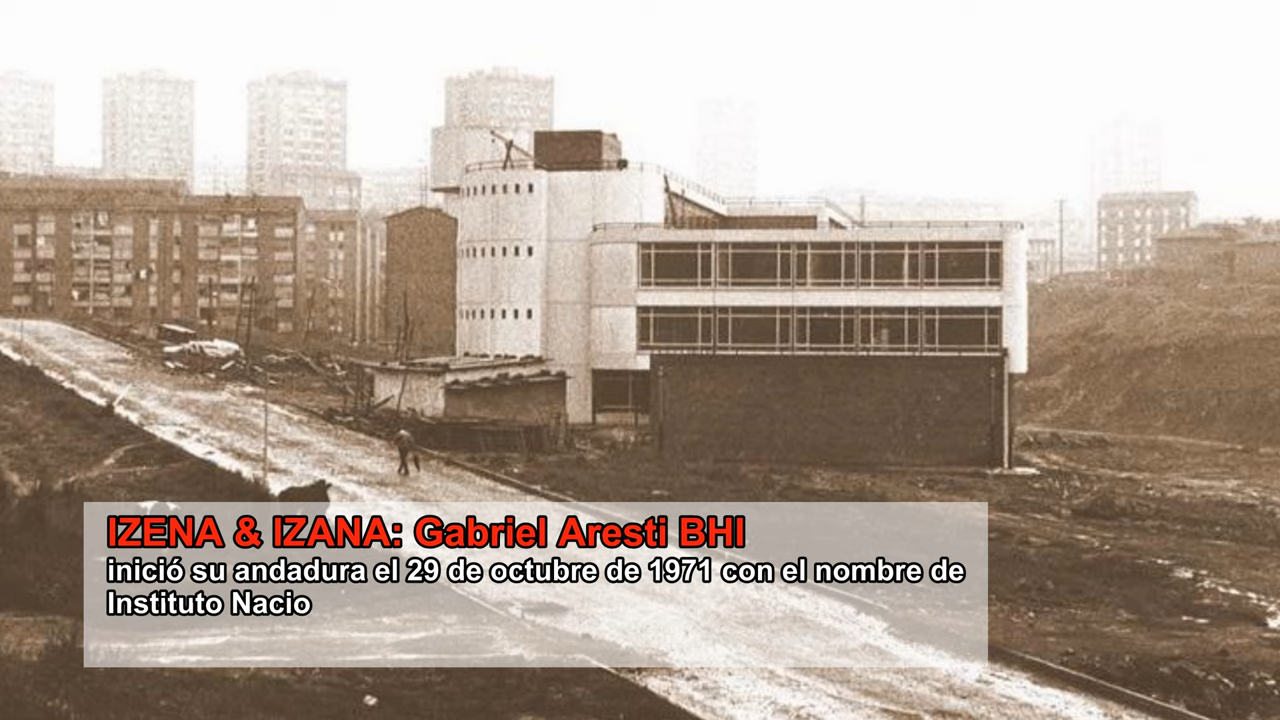 IZENA & IZANA: Gabriel Aresti BHI
inició su andadura el 29 de octubre de 1971 con el nombre de
Instituto Nacio